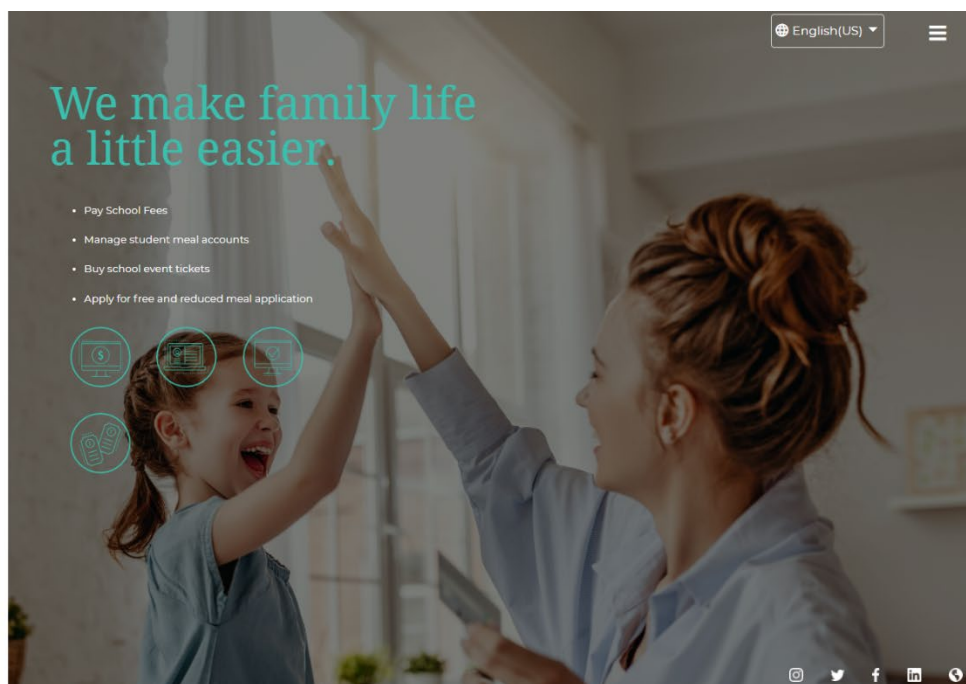 English(US)
We make family life
a little easier.
Pay School Fees
Manage student meal accounts
Buy school event tickets
Apply for free and reduced meal application